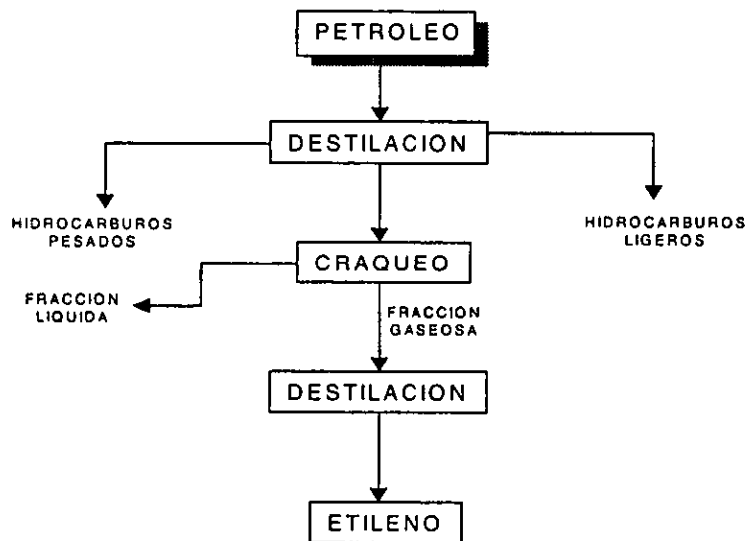 PETROLEO
DESTILACION
HIDROCARBUROS
PESADOS
HIDROCARBUROS
LIGEROS
CRAQUEO
FRACCION
LIQUIDA
FRACCION
GASEOSA
DESTILACION
ETILENO